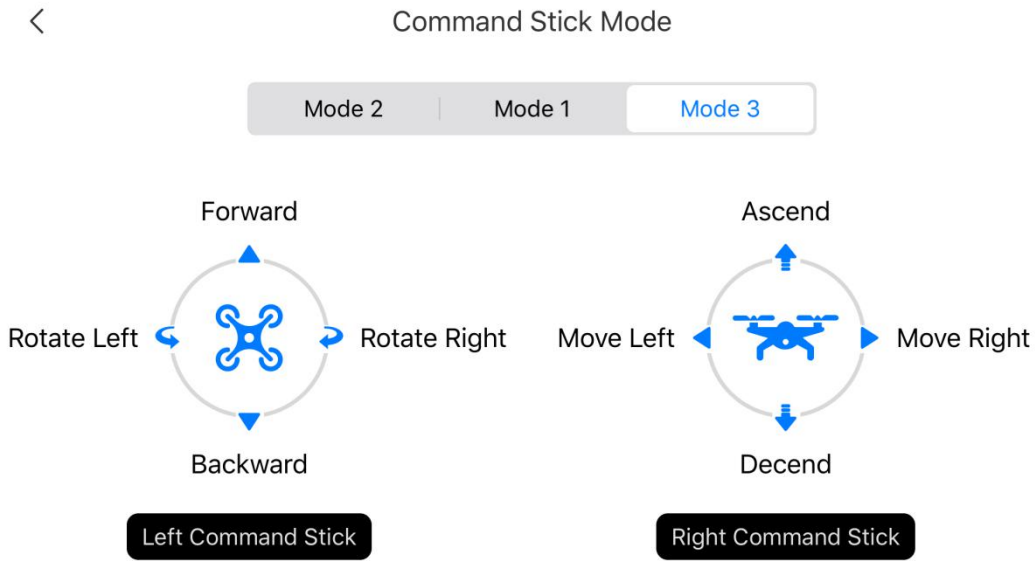 Command Stick Mode
Mode 2 Mode 1 Mode 3
Forward Ascend
Rotate Left Rotate Right Move Left Move Right
Backward Decend
Left Command Stick Right Command Stick